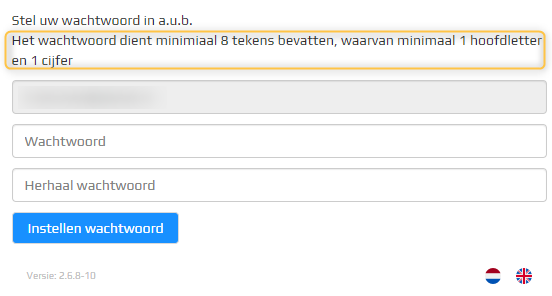 Stel uw wachtwoord in a.u.b.
Het wachtwoord dient minimiaal 8 tekens bevatten, waarvan minimaal 1 hoofdletter
en 1 cijfer
Wachtwoord
Herhaal wachtwoord
Instellen wachtwoord
Versie: 2.6.8-10